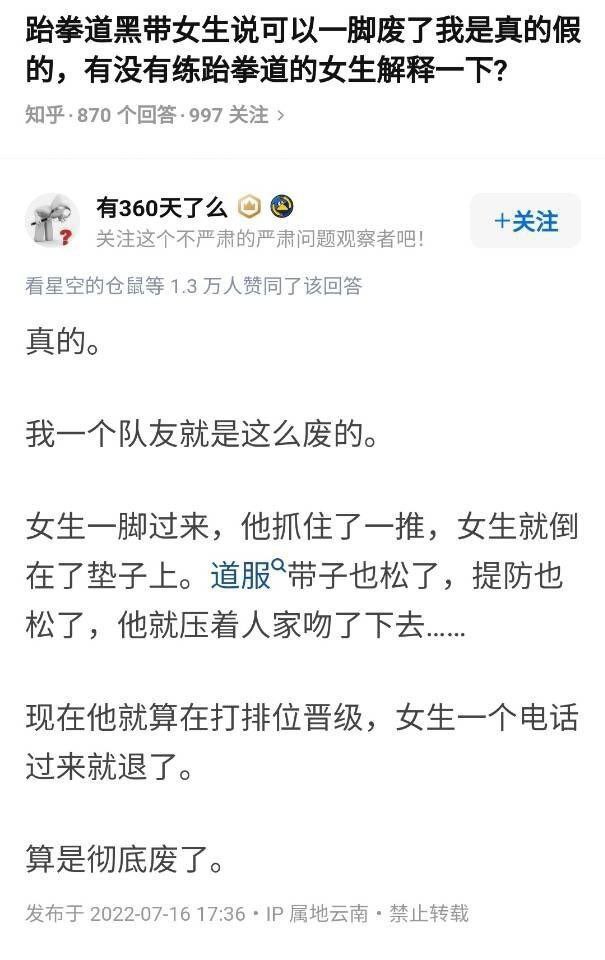 跆拳道黑带女生说可以一脚废了我是真的假
的，有没有练跆拳道的女生解释一下?
知乎·870 个回答·997 关注 >
有360天了么
关注这个不严肃的严肃问题观察者吧！
+关注
看星空的仓鼠等 1.3 万人赞同了该回答
真的。
我一个队友就是这么废的。
女生一脚过来，他抓住了一推，女生就倒
在了垫子上。道服带子也松了，提防也
松了，他就压着人家吻了下去……
现在他就算在打排位晋级，女生一个电话
过来就退了。
算是彻底废了。
发布于 2022-07-16 17:36・IP 属地云南・禁止转载